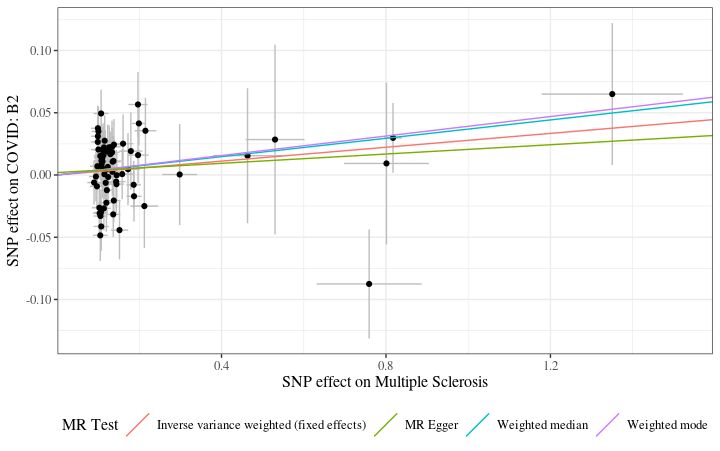 SNP effect on COVID: B2
0.10
0.05
0.00
-0.05
-0.10
0.4 0.8 1.2
SNP effect on Multiple Sclerosis
MR Test Inverse variance weighted (fixed effects) MR Egger Weighted median Weighted mode